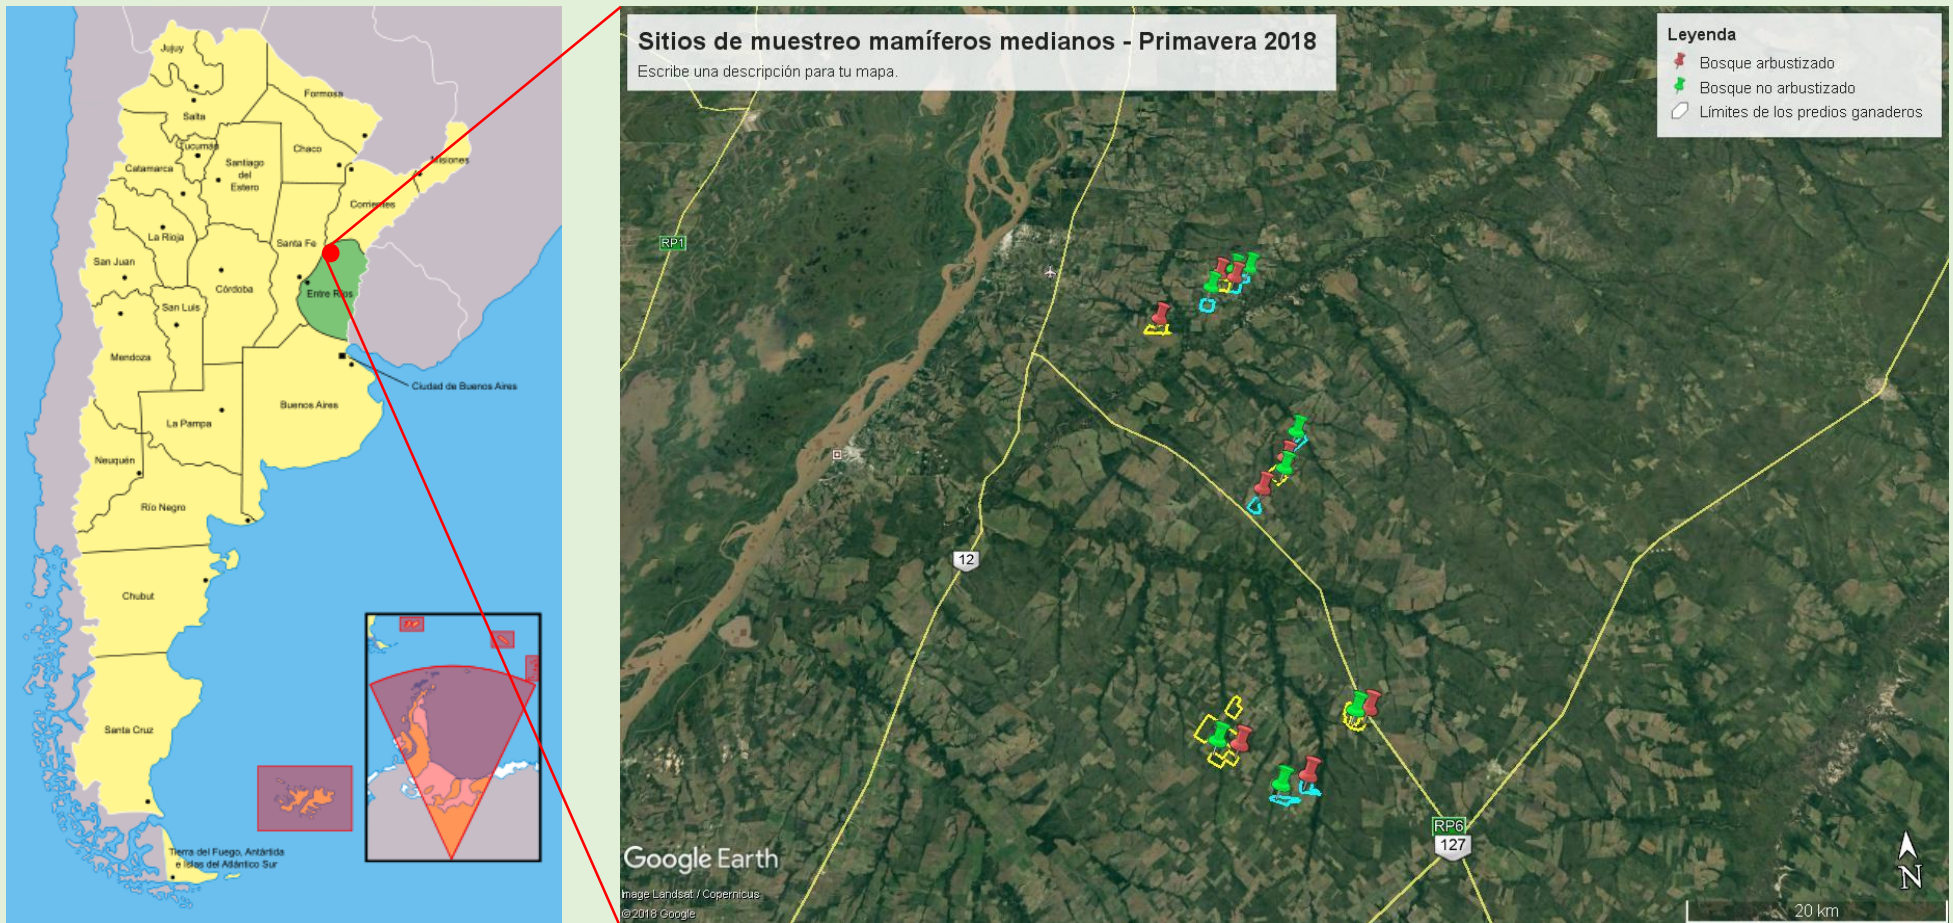 Jujuy
Formosa
Salta
Tucumán
Chaco
Misiones
Catamarca
Santiago
del
Estero
Corrientes
La Rioja
Santa Fe
San Juan
Córdoba
Entre Ríos
San Luis
Mendoza
Ciudad de Buenos Aires
La Pampa
Buenos Aires
Neuquén
Río Negro
Chubut
Santa Cruz
Tierra del Fuego, Antártida
e Islas del Atlántico Sur
Sitios de muestreo mamíferos medianos - Primavera 2018
Escribe una descripción para tu mapa.
Leyenda
Bosque arbustizado
Bosque no arbustizado
Límites de los predios ganaderos
RP1
12
RP6
127
Google Earth
Image Landsat / Copernicus
©2018 Google
N
20 km